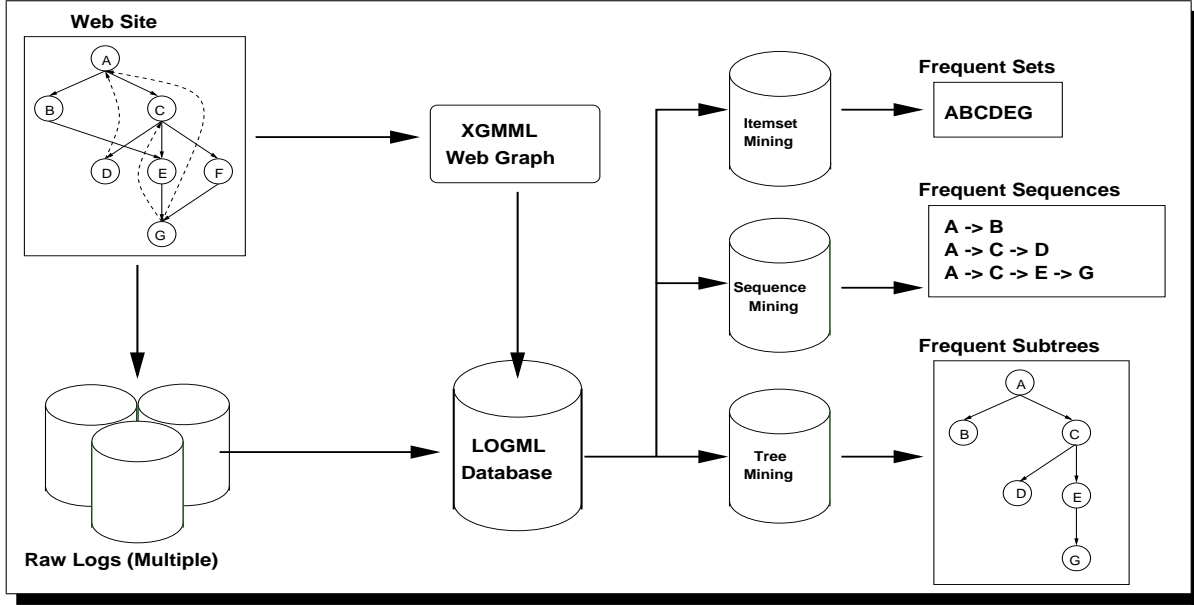 Web Site
A
B
C
D
E
F
G
XGMML
Web Graph
Raw Logs (Multiple)
LOGML
Database
Itemset
Mining
Sequence
Mining
Tree
Mining
Frequent Sets
ABCDEG
Frequent Sequences
A -> B
A -> C -> D
A -> C -> E -> G
Frequent Subtrees
A
B
C
D
E
G